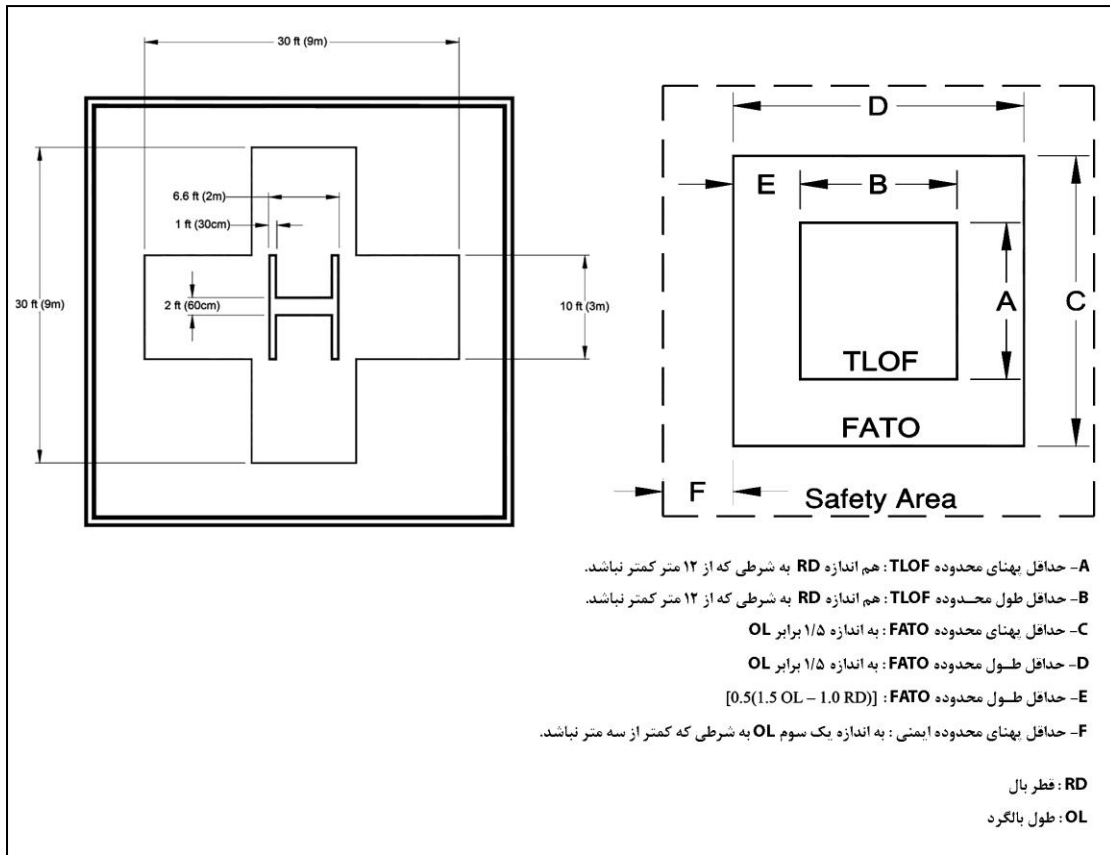 30 ft (9m)
6.6 ft (2m)
1 ft (30cm)
2 ft (60cm)
30 ft (9m)
10 ft (3m)
H
D
E
B
A
C
TLOF
FATO
F
Safety Area
A- حداقل پهنای محدوده TLOF : هم اندازه RD به شرطی که از ۱۲ متر کمتر نباشد.
B- حداقل طول محـدوده TLOF : هم اندازه RD به شرطی که از ۱۲ متر کمتر نباشد.
C- حداقل پهنای محدوده FATO : به اندازه ۱/۵ برابر OL
D- حداقل طـول محدوده FATO : به اندازه ۱/۵ برابر OL
E- حداقل طـول محدوده FATO : [0.5(1.5 OL – 1.0 RD)]
F- حداقل پهنای محدوده ایمنی : به اندازه یک سوم OL به شرطی که کمتر از سه متر نباشد.
RD : قطر بال
OL : طول بالگرد